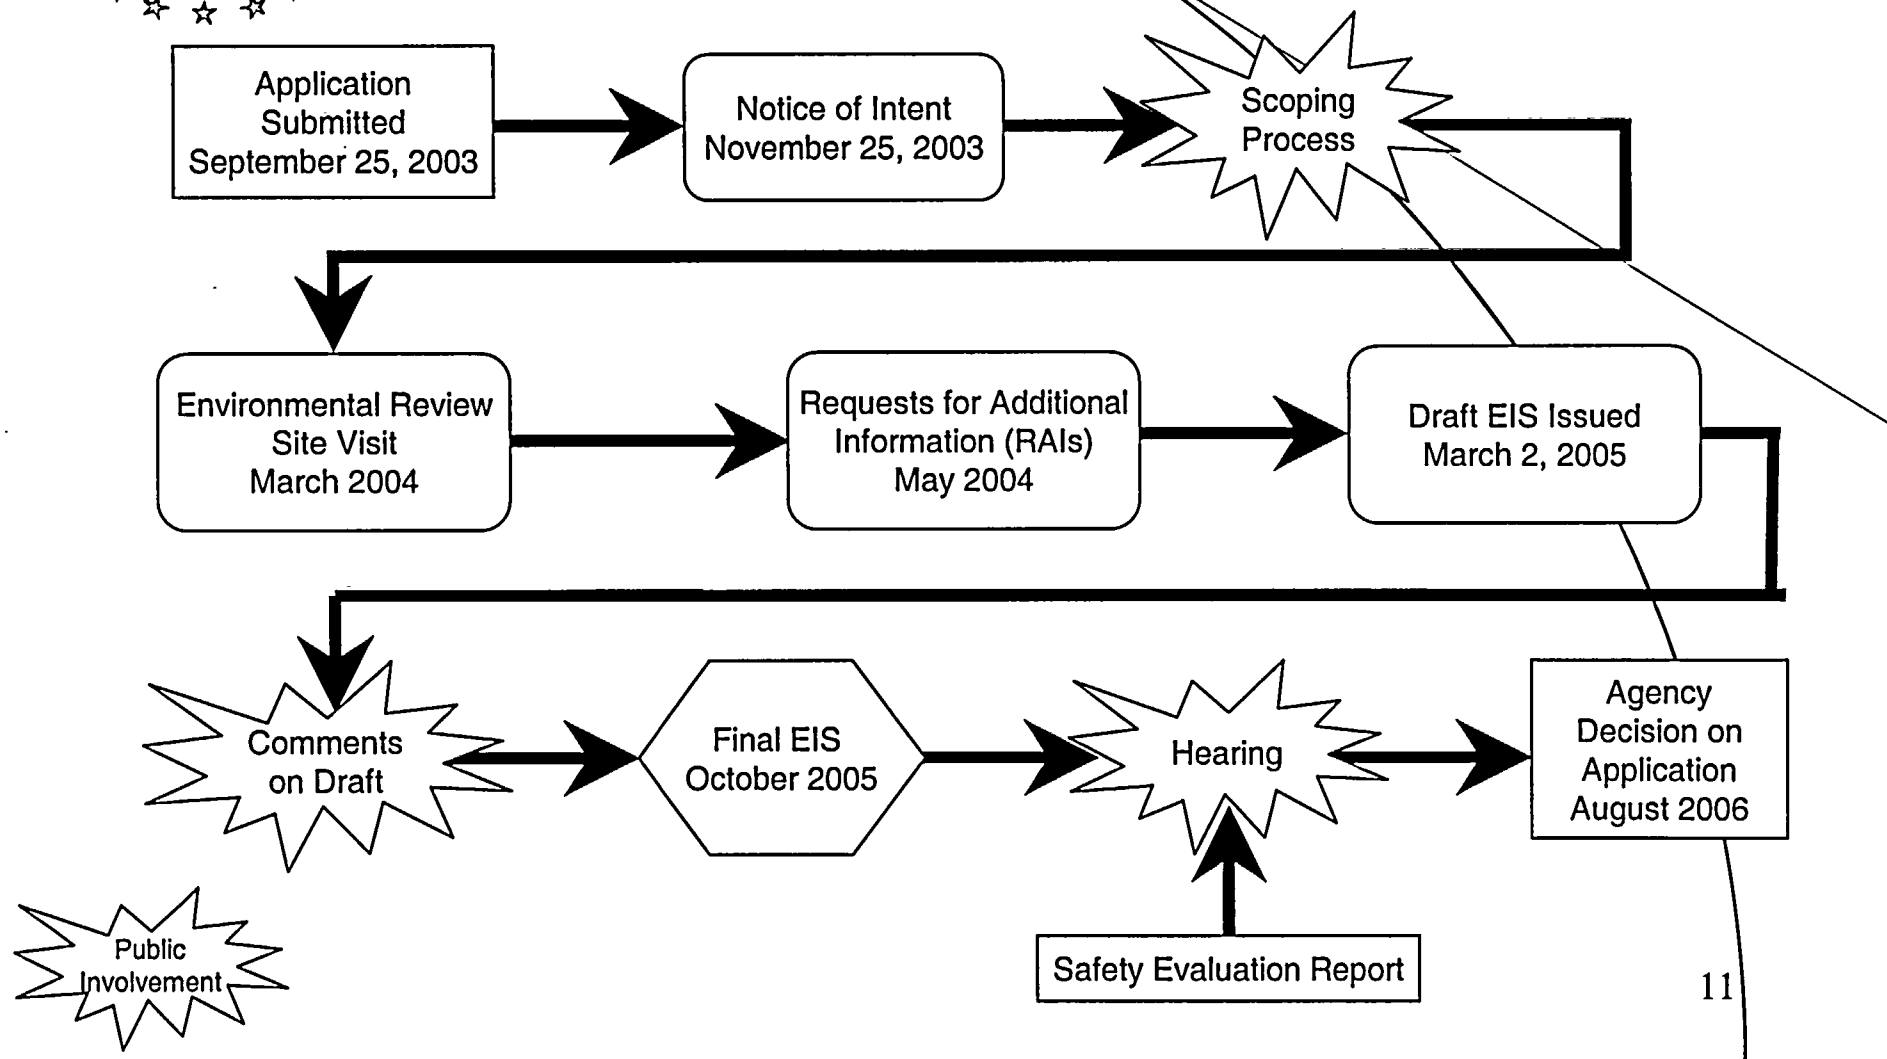 Application
Submitted
September 25, 2003
Notice of Intent
November 25, 2003
Scoping
Process
Environmental Review
Site Visit
March 2004
Requests for Additional
Information (RAIs)
May 2004
Draft EIS Issued
March 2, 2005
Comments
on Draft
Final EIS
October 2005
Hearing
Agency
Decision on
Application
August 2006
Public
Involvement
Safety Evaluation Report
11